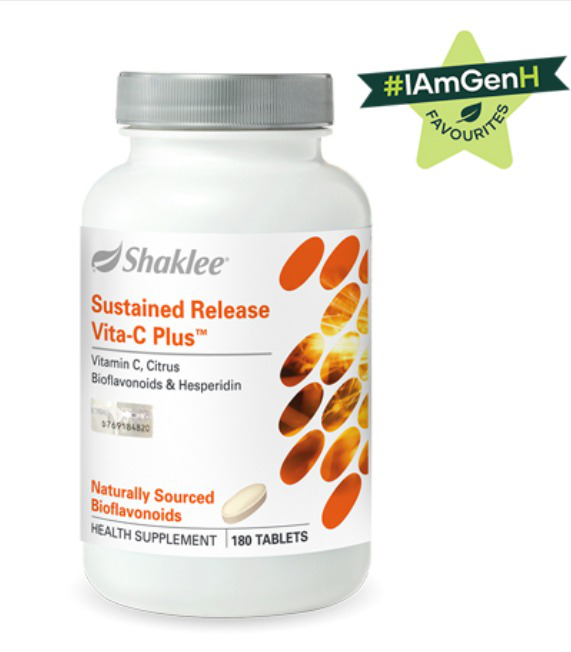 #IAmGenH
FAVOURITES
Shaklee®
Sustained Release
Vita-C Plus™
Vitamin C, Citrus
Bioflavonoids & Hesperidin
Naturally Sourced
Bioflavonoids
HEALTH SUPPLEMENT | 180 TABLETS